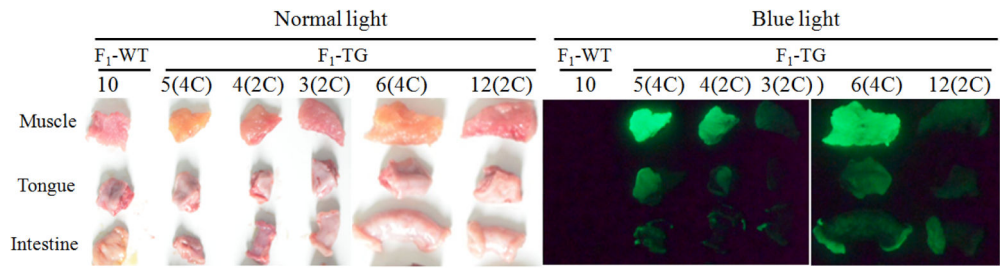 Normal light Blue light
F₁-WT F₁-TG F₁-WT F₁-TG
10 5(4C) 4(2C) 3(2C) 6(4C) 12(2C) 10 5(4C) 4(2C) 3(2C) ) 6(4C) 12(2C)
Muscle
Tongue
Intestine